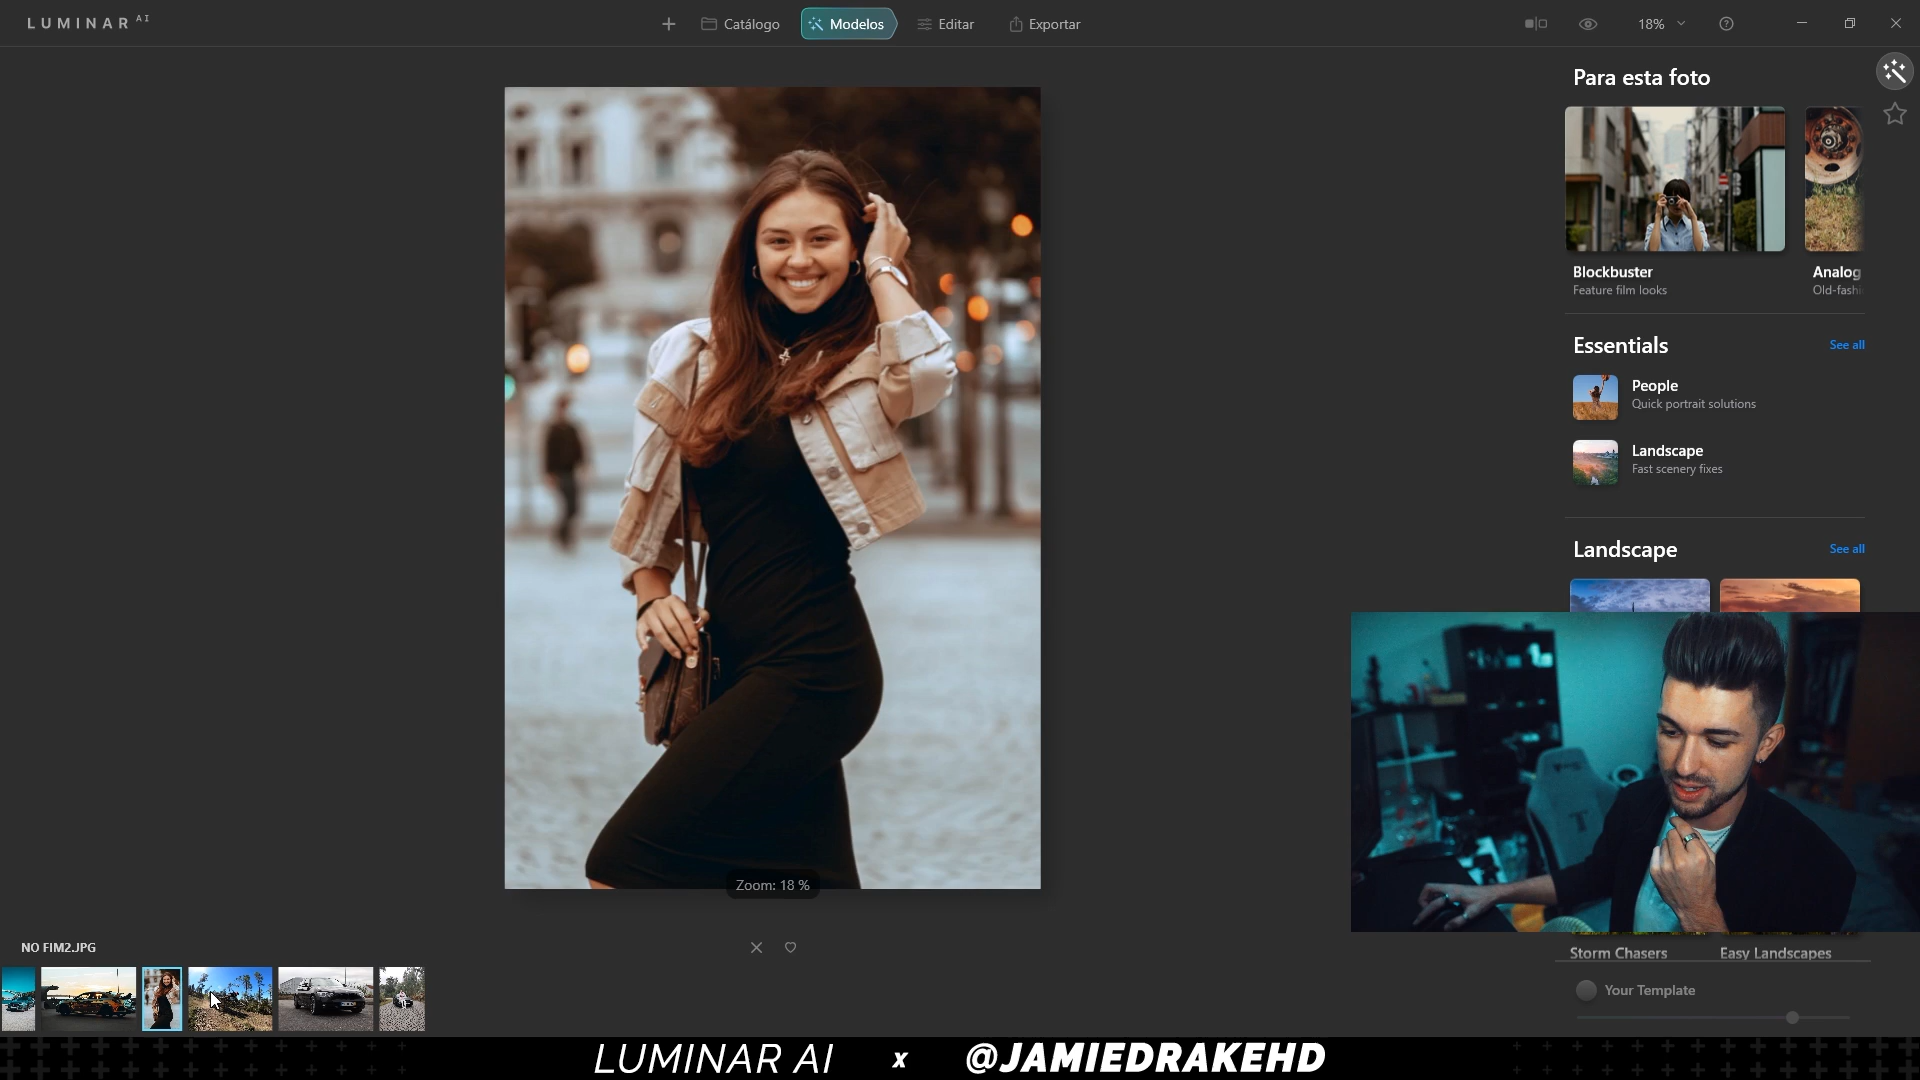 LUMINAR AI
Catálogo
Modelos
Editar
Exportar
18%
Para esta foto
Blockbuster
Feature film looks
Analog
Old-fashi
Essentials
See all
People
Quick portrait solutions
Landscape
Fast scenery fixes
Landscape
See all
Zoom: 18 %
NO FIM2.JPG
Storm Chasers
Easy Landscapes
Your Template
LUMINAR AI x @JAMIEDRAKEHD